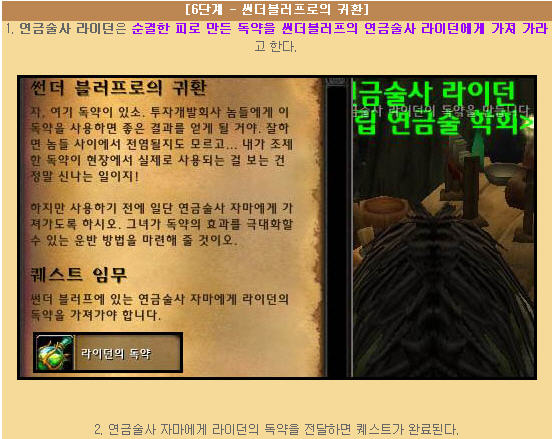 [6단계 - 썬더블러프로의 귀환]
1. 연금술사 라이던은 순결한 피로 만든 독약을 썬더블러프의 연금술사 라이던에게 가져 가라
고 한다.
썬더 블러프로의 귀환
자, 여기 독약이 있소. 투자개발회사 놈들에게 이
독약을 사용하면 좋은 결과를 얻게 될 거야. 잘하
면 놈들 사이에서 전염될지도 모르고... 내가 조제
한 독약이 현장에서 실제로 사용되는 걸 보는 건
정말 신나는 일이지!
하지만 사용하기 전에 일단 연금술사 자마에게 가
져가도록 하시오. 그녀가 독약의 효과를 극대화할
수 있는 운반 방법을 마련해 줄 것이오.
퀘스트 임무
썬더 블러프에 있는 연금술사 자마에게 라이던의
독약을 가져가야 합니다.
라이던의 독약
연금술사 라이던
라이던의 독약을 만듭니다.
연금술 학회>
2. 연금술사 자마에게 라이던의 독약을 전달하면 퀘스트가 완료된다.